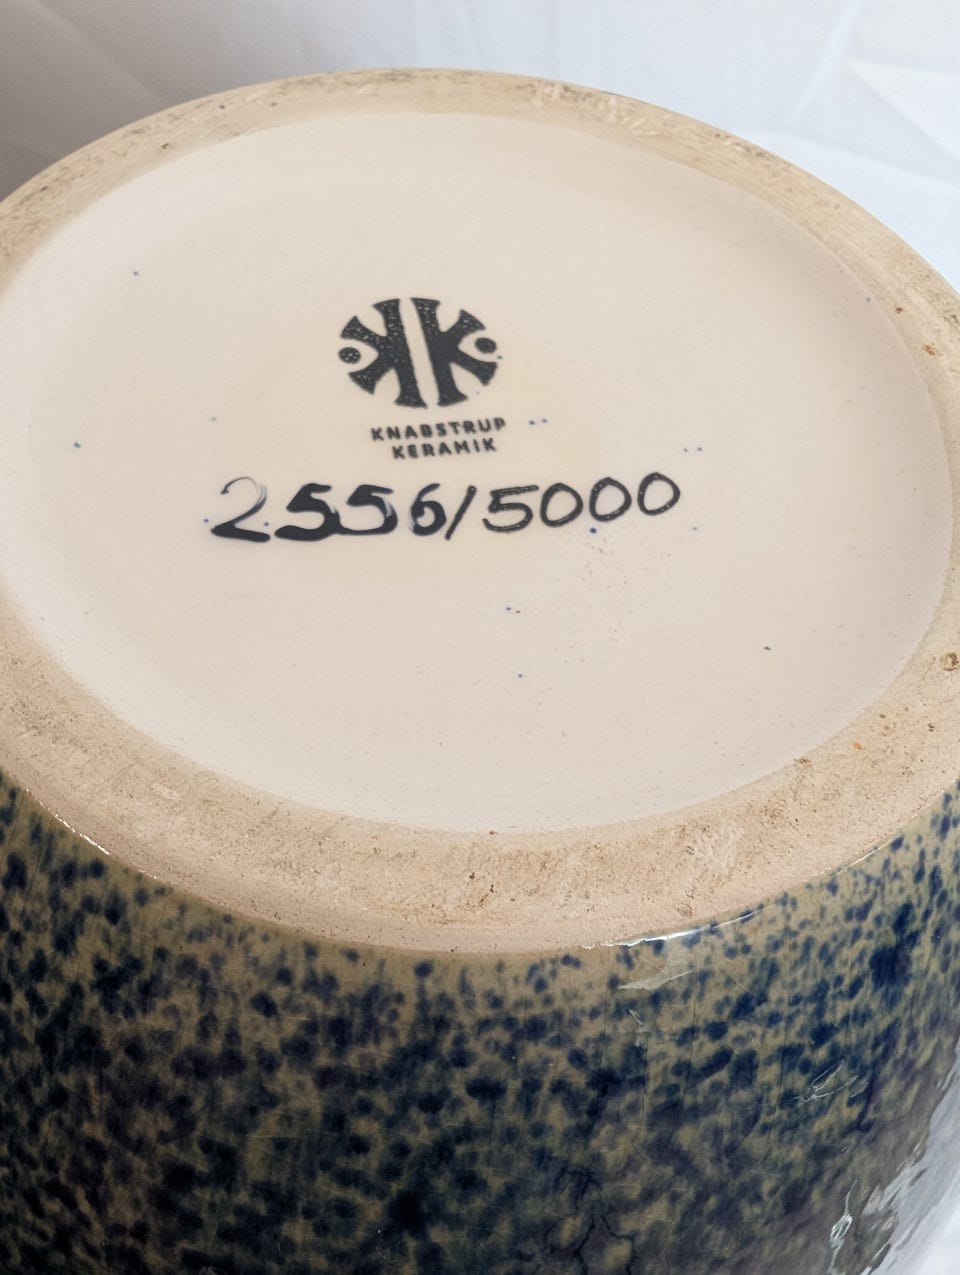 KNABSTRUP
KERAMIK
2556/5000